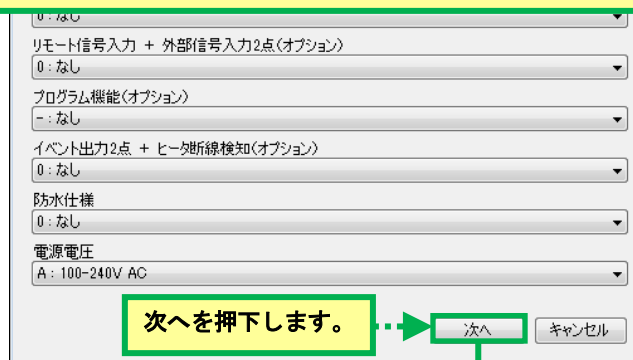 0 : なし
リモート信号入力 + 外部信号入力2点(オプション)
0 : なし
プログラム機能(オプション)
- : なし
イベント出力2点 + ヒータ断線検知(オプション)
0 : なし
防水仕様
0 : なし
電源電圧
A : 100-240V AC
次へを押下します。
次へ
キャンセル